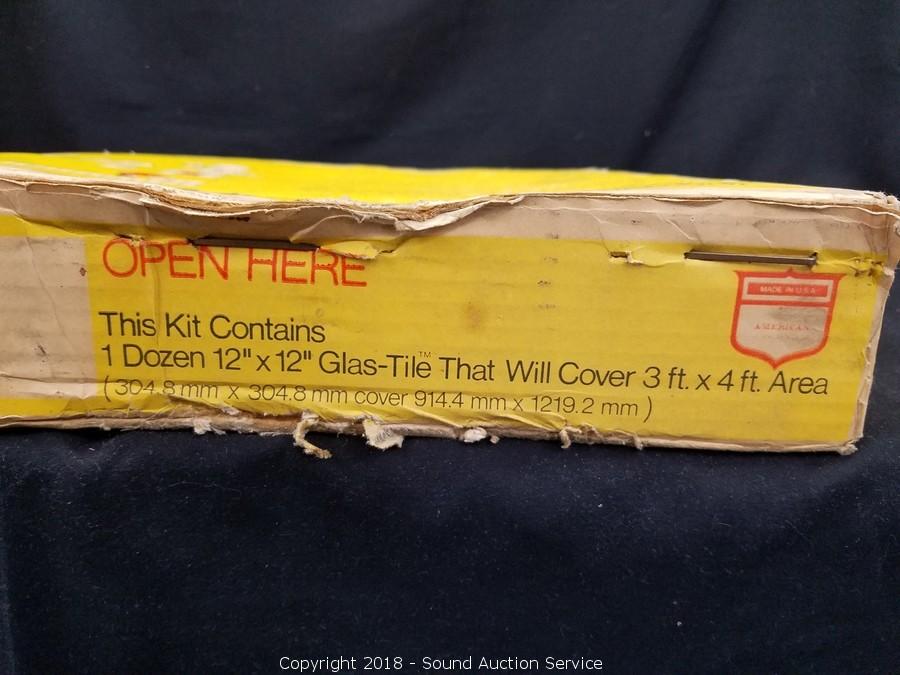 OPEN HERE
MADE IN U.S.A.
AMERICAN
This Kit Contains
1 Dozen 12" x 12" Glas-Tile™ That Will Cover 3 ft. x 4 ft. Area
(304.8 mm x 304.8 mm cover 914.4 mm x 1219.2 mm)
Copyright 2018 - Sound Auction Service